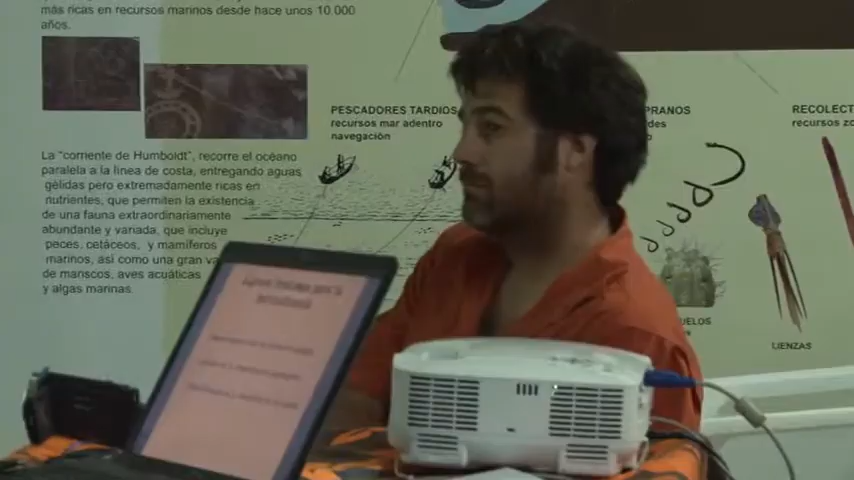 más ricas en recursos marinos desde hace unos 10 000
años.
La "corriente de Humboldt", recorre el océano
paralela a la línea de costa, entregando aguas
gélidas pero extremadamente ricas en
nutrientes, que permiten la existencia
de una fauna extraordinariamente
abundante y variada, que incluye
peces, cetáceos, y mamíferos
marinos, así como una gran va
de mariscos, aves acuáticas
y algas marinas.
PESCADORES TARDIOS
recursos mar adentro
navegación
PRANOS
des
RECOLECT
recursos zo
UELOS
LIENZAS